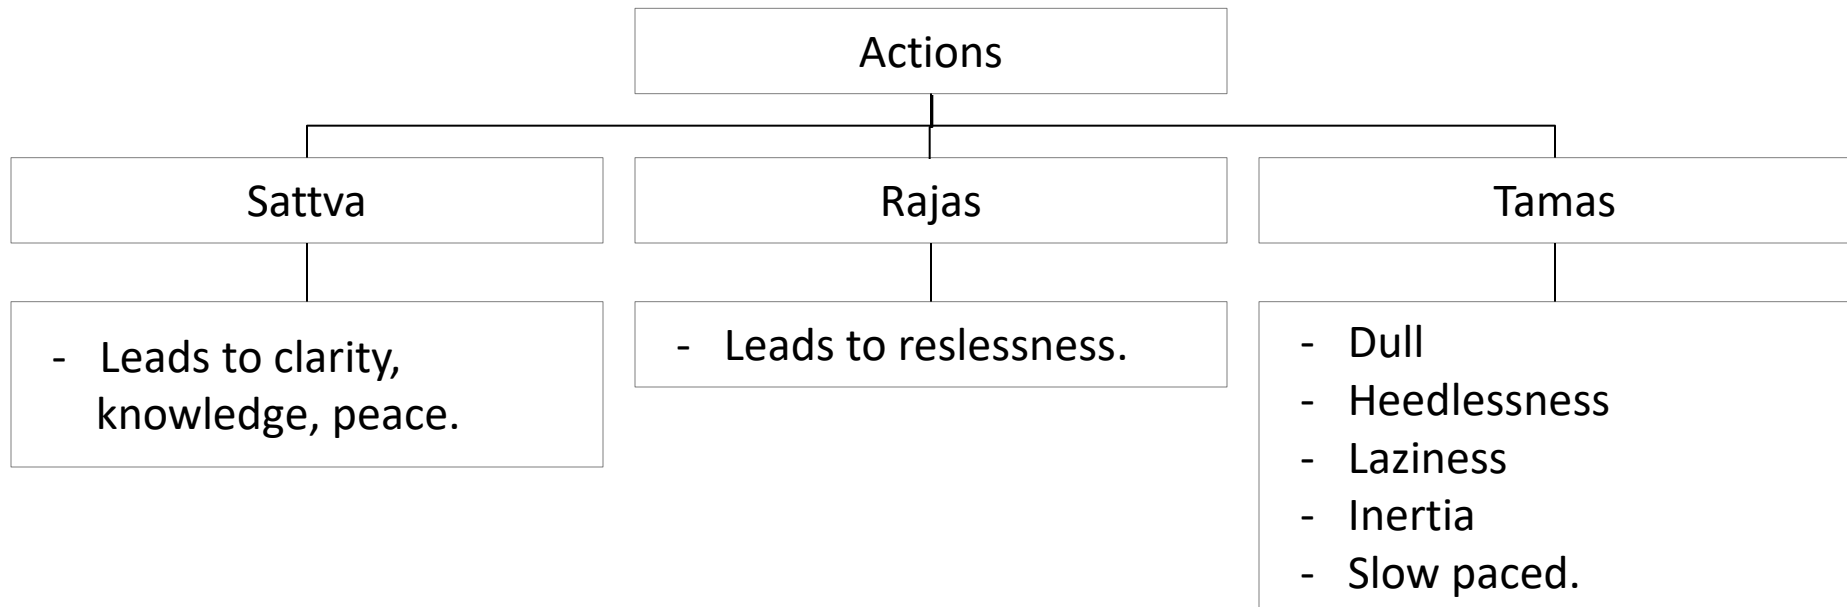 Actions
Sattva
Rajas
Tamas
- Leads to clarity,
knowledge, peace.
- Leads to reslessness.
- Dull
- Heedlessness
- Laziness
- Inertia
- Slow paced.